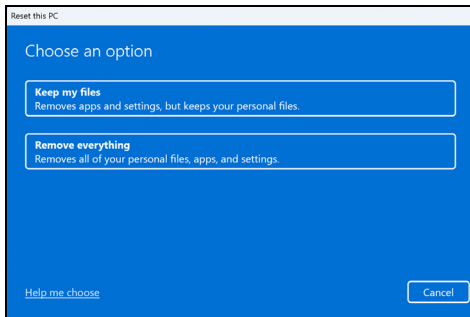 Reset this PC
Choose an option
Keep my files
Removes apps and settings, but keeps your personal files.
Remove everything
Removes all of your personal files, apps, and settings.
Help me choose
Cancel